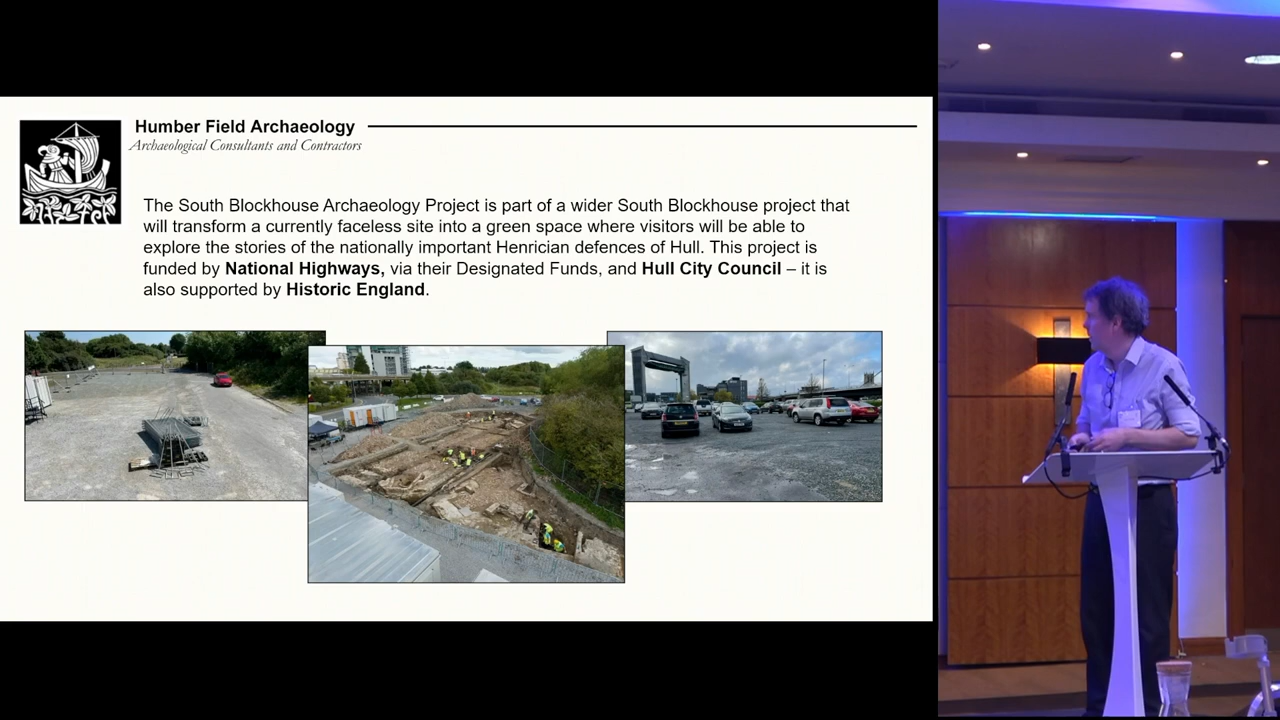 Humber Field Archaeology
Archaeological Consultants and Contractors
The South Blockhouse Archaeology Project is part of a wider South Blockhouse project that
will transform a currently faceless site into a green space where visitors will be able to
explore the stories of the nationally important Henrician defences of Hull. This project is
funded by National Highways, via their Designated Funds, and Hull City Council – it is
also supported by Historic England.